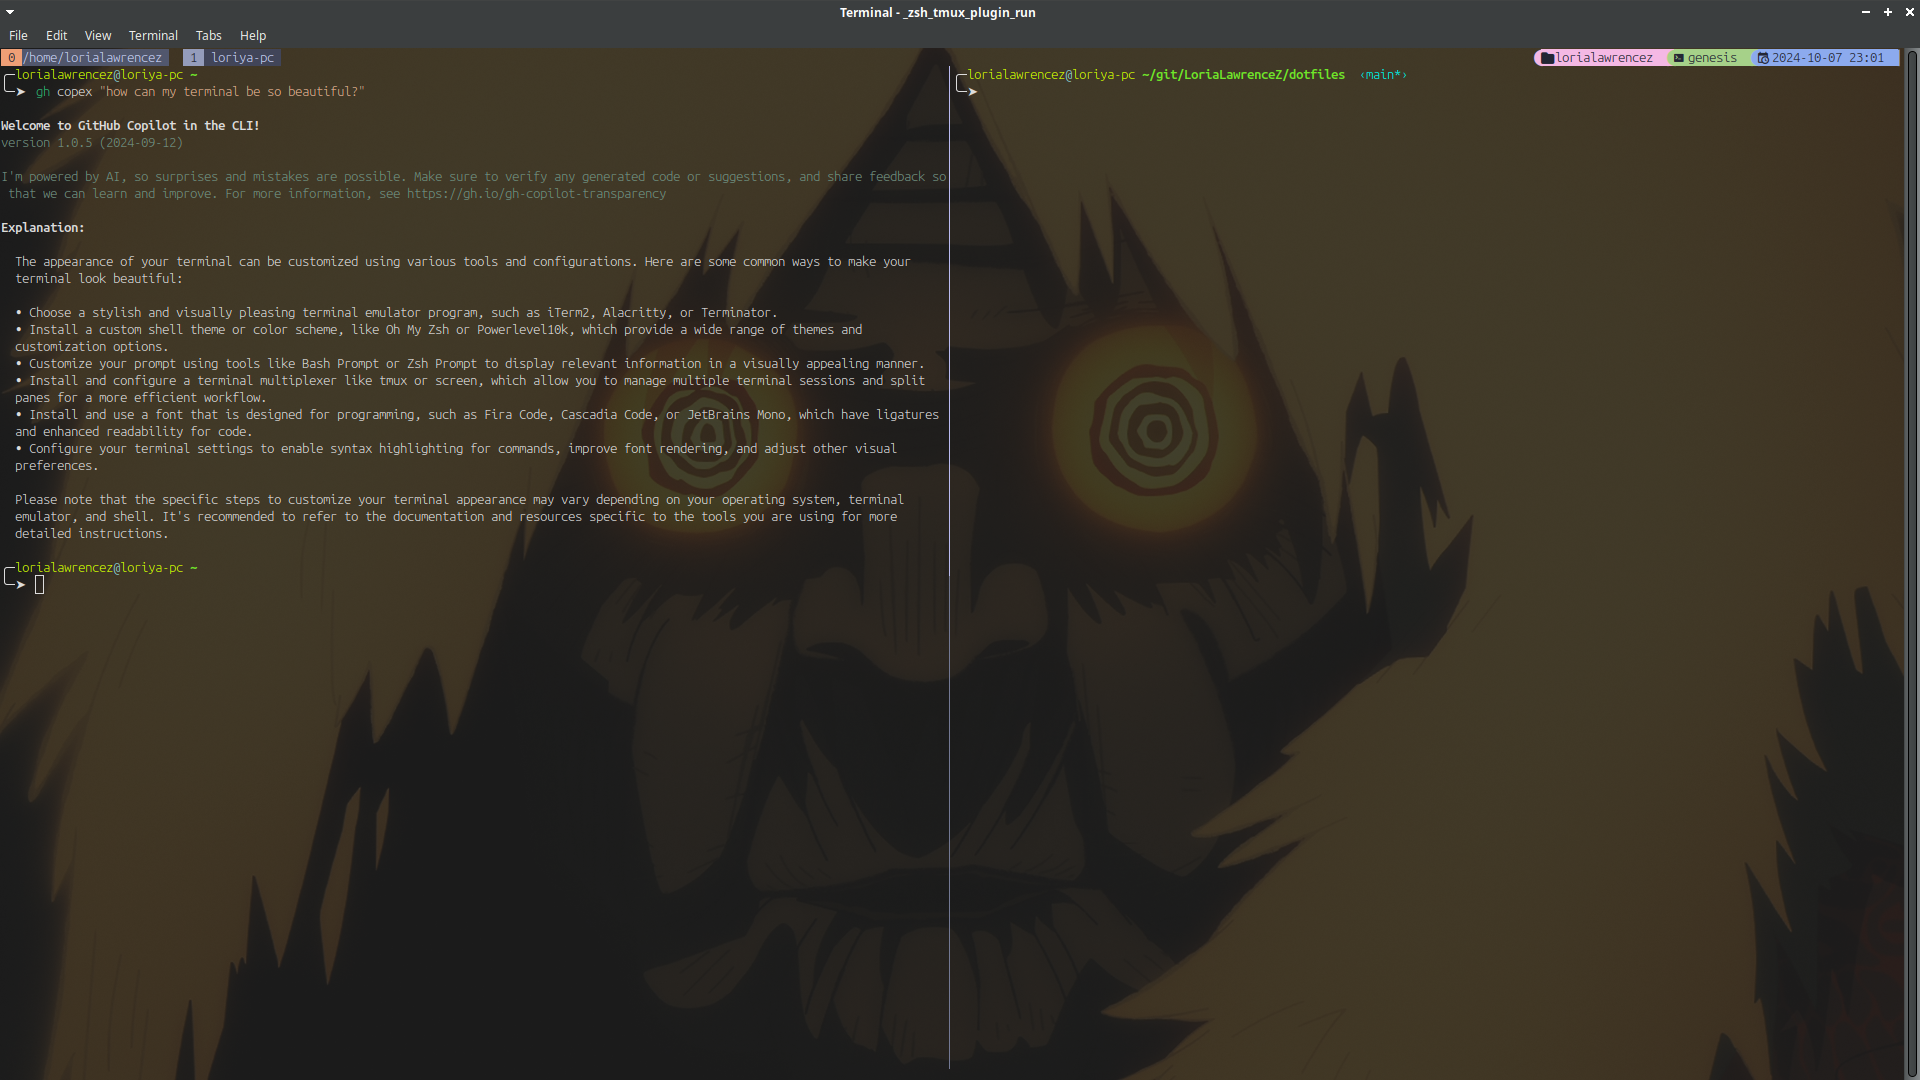 Terminal - _zsh_tmux_plugin_run
File Edit View Terminal Tabs Help
0 /home/lorialawrencez 1 loriya-pc lorialawrencez genesis 2024-10-07 23:01
lorialawrencez@loriya-pc ~
➤ gh copex "how can my terminal be so beautiful?"
Welcome to GitHub Copilot in the CLI!
version 1.0.5 (2024-09-12)
I'm powered by AI, so surprises and mistakes are possible. Make sure to verify any generated code or suggestions, and share feedback so
that we can learn and improve. For more information, see https://gh.io/gh-copilot-transparency
Explanation:
The appearance of your terminal can be customized using various tools and configurations. Here are some common ways to make your
terminal look beautiful:
• Choose a stylish and visually pleasing terminal emulator program, such as iTerm2, Alacritty, or Terminator.
• Install a custom shell theme or color scheme, like Oh My Zsh or Powerlevel10k, which provide a wide range of themes and
customization options.
• Customize your prompt using tools like Bash Prompt or Zsh Prompt to display relevant information in a visually appealing manner.
• Install and configure a terminal multiplexer like tmux or screen, which allow you to manage multiple terminal sessions and split
panes for a more efficient workflow.
• Install and use a font that is designed for programming, such as Fira Code, Cascadia Code, or JetBrains Mono, which have ligatures
and enhanced readability for code.
• Configure your terminal settings to enable syntax highlighting for commands, improve font rendering, and adjust other visual
preferences.
Please note that the specific steps to customize your terminal appearance may vary depending on your operating system, terminal
emulator, and shell. It's recommended to refer to the documentation and resources specific to the tools you are using for more
detailed instructions.
lorialawrencez@loriya-pc ~
➤
lorialawrencez@loriya-pc ~/git/LoriaLawrenceZ/dotfiles ‹main*›
➤